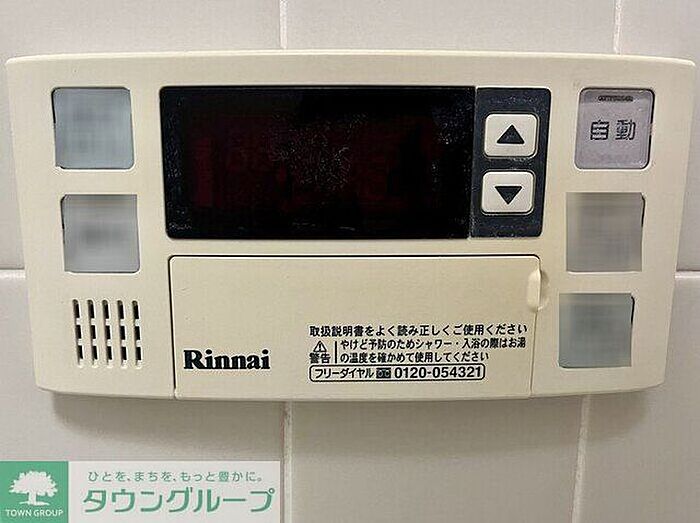 自動
取扱説明書をよく読み正しくご使用ください
警告 やけど予防のためシャワー・入浴の際はお湯
の温度を確かめて使用してください
フリーダイヤル 0120-054321
Rinnai
ひとを、まちを、もっと豊かに。
タウングループ
TOWN GROUP